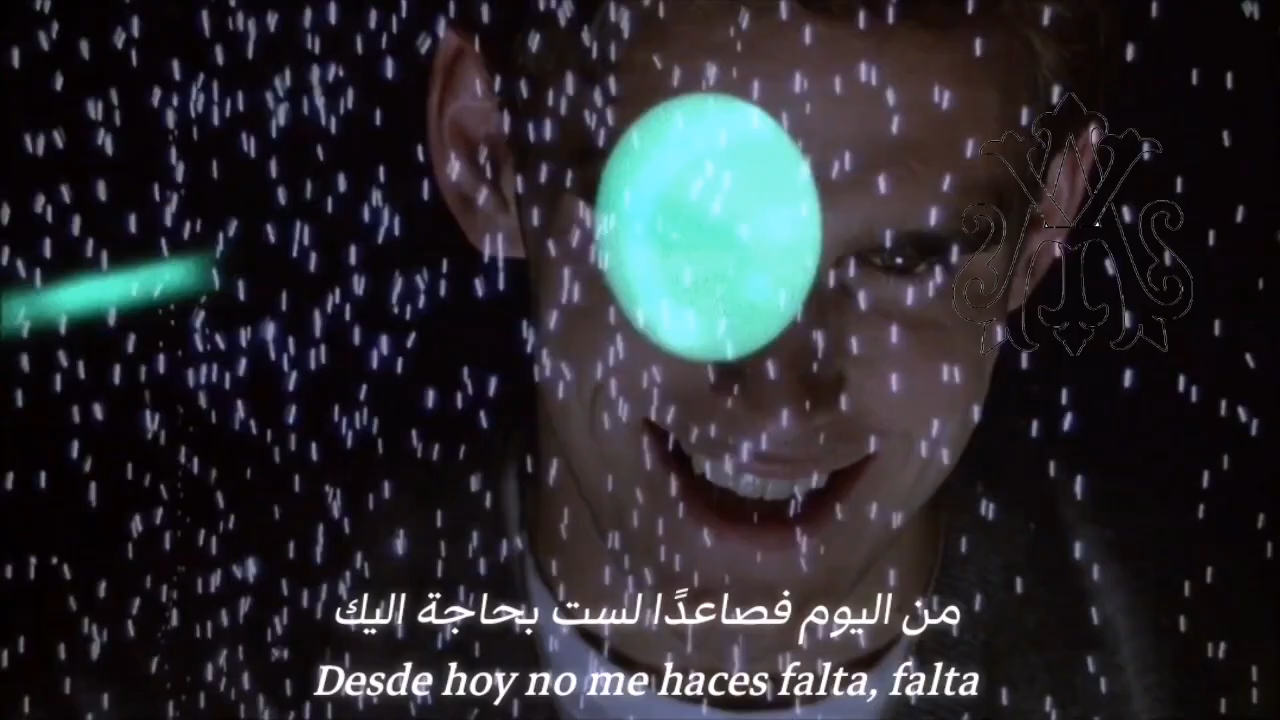 من اليوم فصاعدًا لست بحاجة اليك
Desde hoy no me haces falta, falta